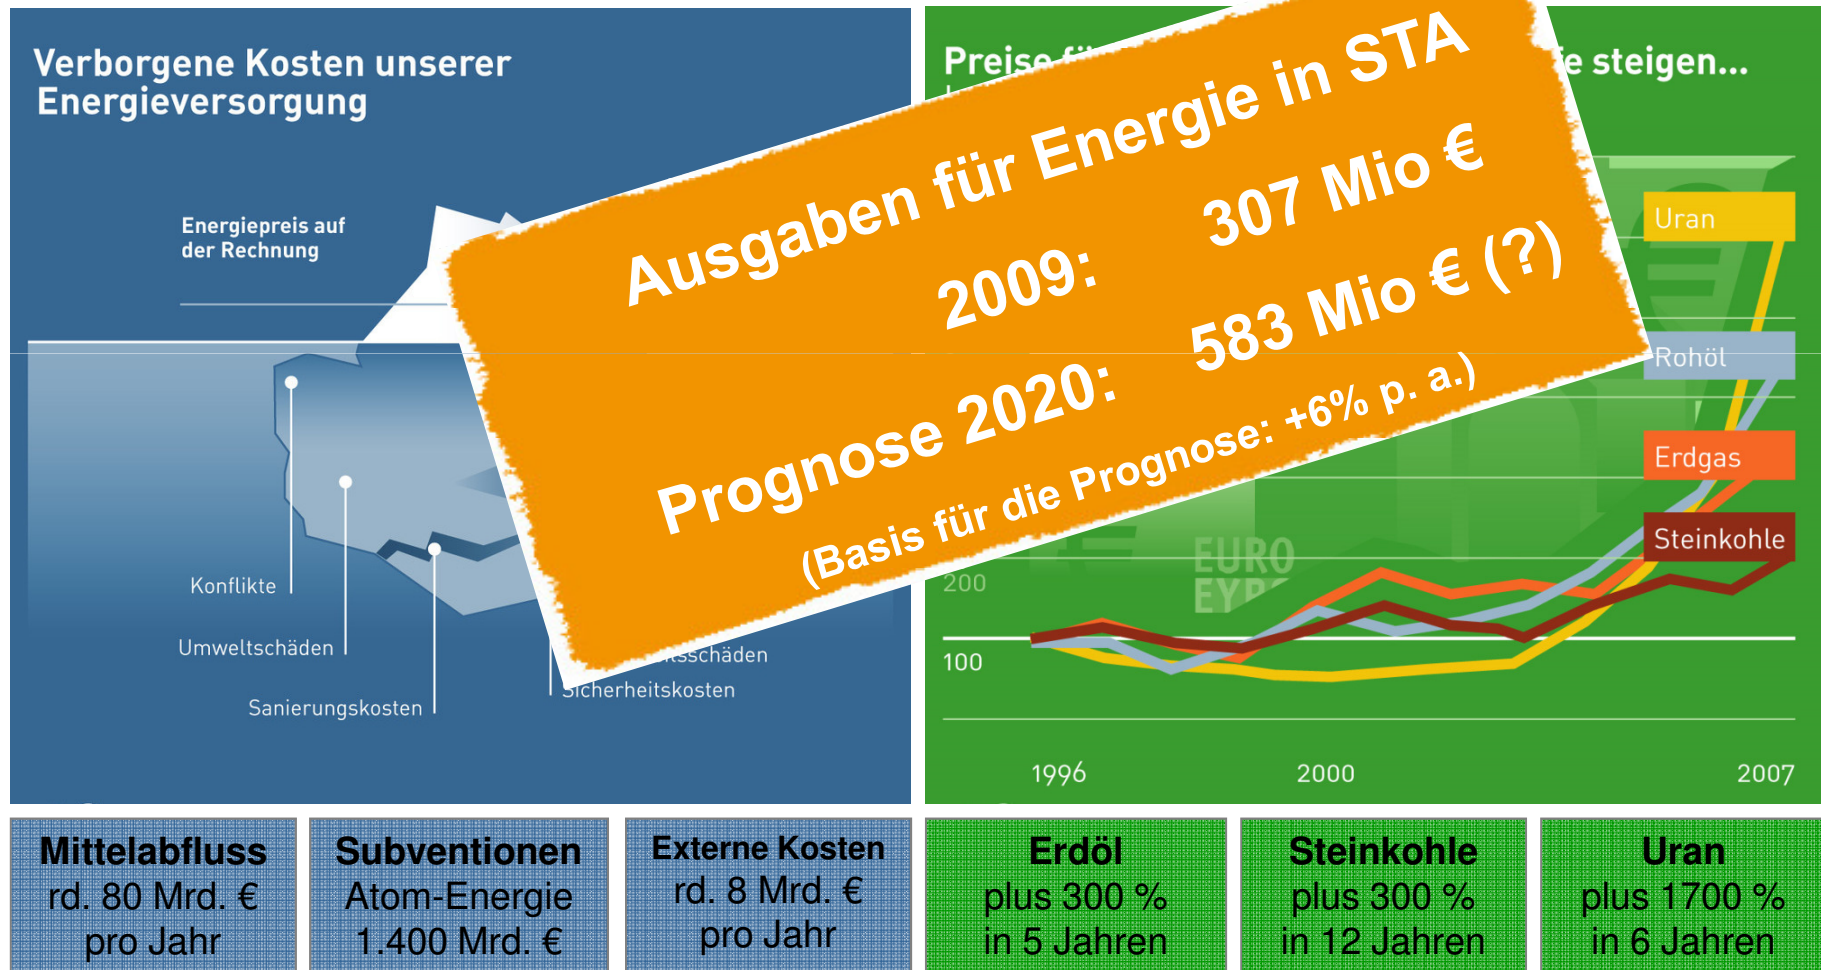 Verborgene Kosten unserer
Energieversorgung
Energiepreis auf
der Rechnung
Konflikte
Umweltschäden
Sanierungskosten
Sicherheitskosten
Preise
steigen...
Ausgaben für Energie in STA
2009: 307 Mio €
Prognose 2020: 583 Mio € (?)
(Basis für die Prognose: +6% p. a.)
Uran
Rohöl
Erdgas
Steinkohle
EURO
200
100
1996 2000 2007
Mittelabfluss
rd. 80 Mrd. €
pro Jahr
Subventionen
Atom-Energie
1.400 Mrd. €
Externe Kosten
rd. 8 Mrd. €
pro Jahr
Erdöl
plus 300 %
in 5 Jahren
Steinkohle
plus 300 %
in 12 Jahren
Uran
plus 1700 %
in 6 Jahren